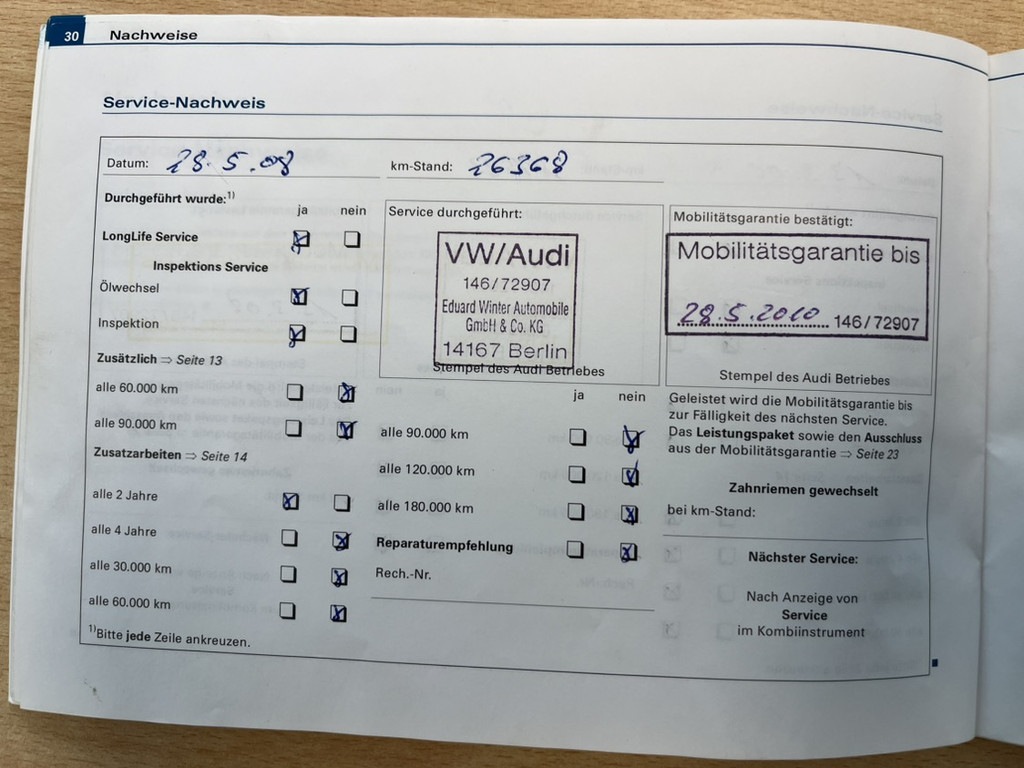 30 Nachweise
Service-Nachweis
Datum: 28.5.08
km-Stand: 26368
Durchgeführt wurde:1)
ja nein
LongLife Service
Inspektions Service
Ölwechsel
Inspektion
Zusätzlich ⇒ Seite 13
alle 60.000 km
alle 90.000 km
Zusatzarbeiten ⇒ Seite 14
alle 2 Jahre
alle 4 Jahre
alle 30.000 km
alle 60.000 km
1)Bitte jede Zeile ankreuzen.
Service durchgeführt:
VW/Audi
146/72907
Eduard Winter Automobile
GmbH & Co. KG
14167 Berlin
Stempel des Audi Betriebes
ja nein
alle 90.000 km
alle 120.000 km
alle 180.000 km
Reparaturempfehlung
Rech.-Nr.
Mobilitätsgarantie bestätigt:
Mobilitätsgarantie bis
28.5.2010 146/72907
Stempel des Audi Betriebes
Geleistet wird die Mobilitätsgarantie bis
zur Fälligkeit des nächsten Service.
Das Leistungspaket sowie den Ausschluss
aus der Mobilitätsgarantie ⇒ Seite 23
Zahnriemen gewechselt
bei km-Stand:
Nächster Service:
Nach Anzeige von
Service
im Kombiinstrument